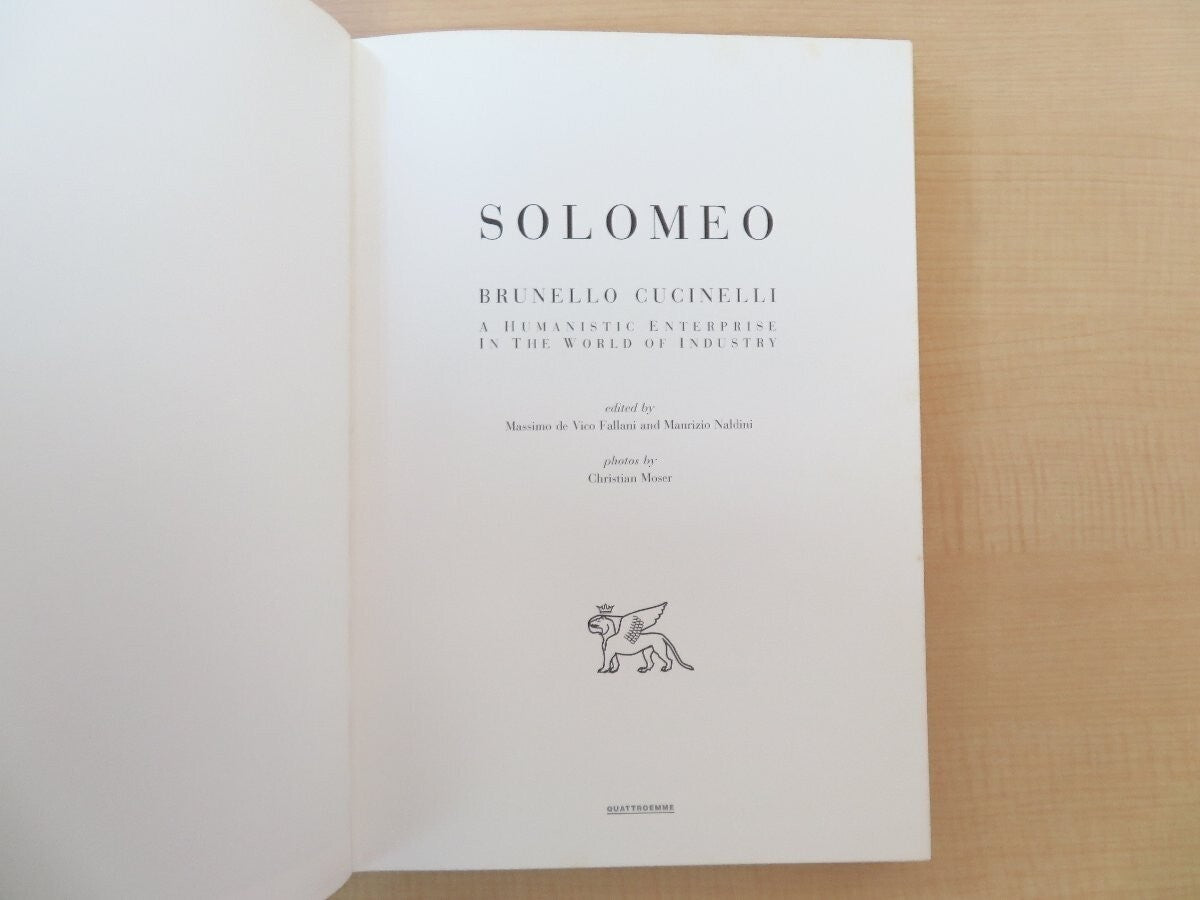 SOLOMEO
BRUNELLO CUCINELLI
A HUMANISTIC ENTERPRISE
IN THE WORLD OF INDUSTRY
edited by
Massimo de Vico Fallani and Maurizio Naldini
photos by
Christian Moser
QUATTROEMME